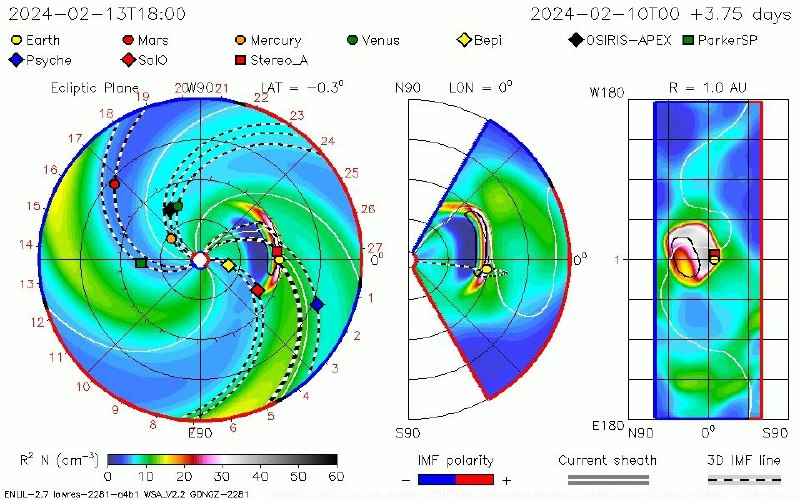 2024-02-13T18:00 2024-02-10T00 +3.75 days
Earth Mars Mercury Venus Bepi OSIRIS-APEX ParkerSP
Psyche SolO Stereo_A
Ecliptic Plane W90 LAT = -0.3° N90 LON = 0° W180 R = 1.0 AU
14 15 16 17 18 19 20 21 22 23 24 25 26 27 0°
13 12 11 10 9 8 7 6 5 4 3 2 1
0°
1
E90 S90 E180 N90 0° S90
R² N (cm⁻³) 0 10 20 30 40 50 60
IMF polarity
- +
Current sheath
3D IMF line
ENLIL-2.7 lowres-2281-a4b1 WSA_V2.2 GONGZ-2281